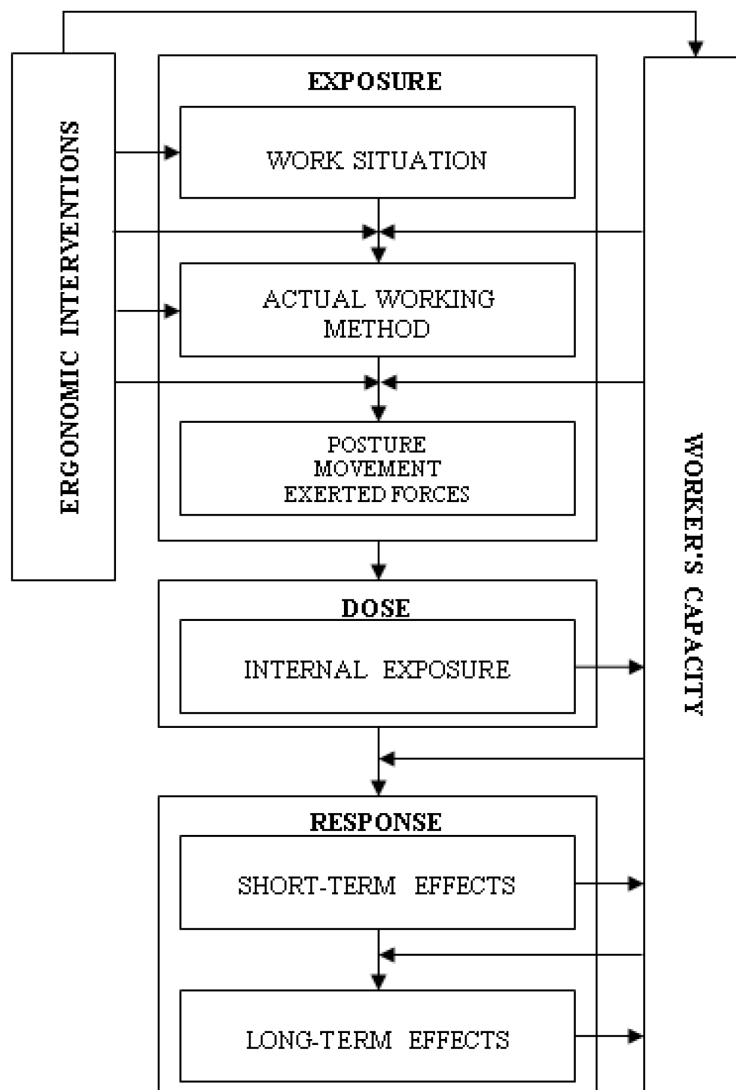 ERGONOMIC INTERVENTIONS
EXPOSURE
WORK SITUATION
ACTUAL WORKING
METHOD
POSTURE
MOVEMENT
EXERTED FORCES
DOSE
INTERNAL EXPOSURE
RESPONSE
SHORT-TERM EFFECTS
LONG-TERM EFFECTS
WORKER'S CAPACITY